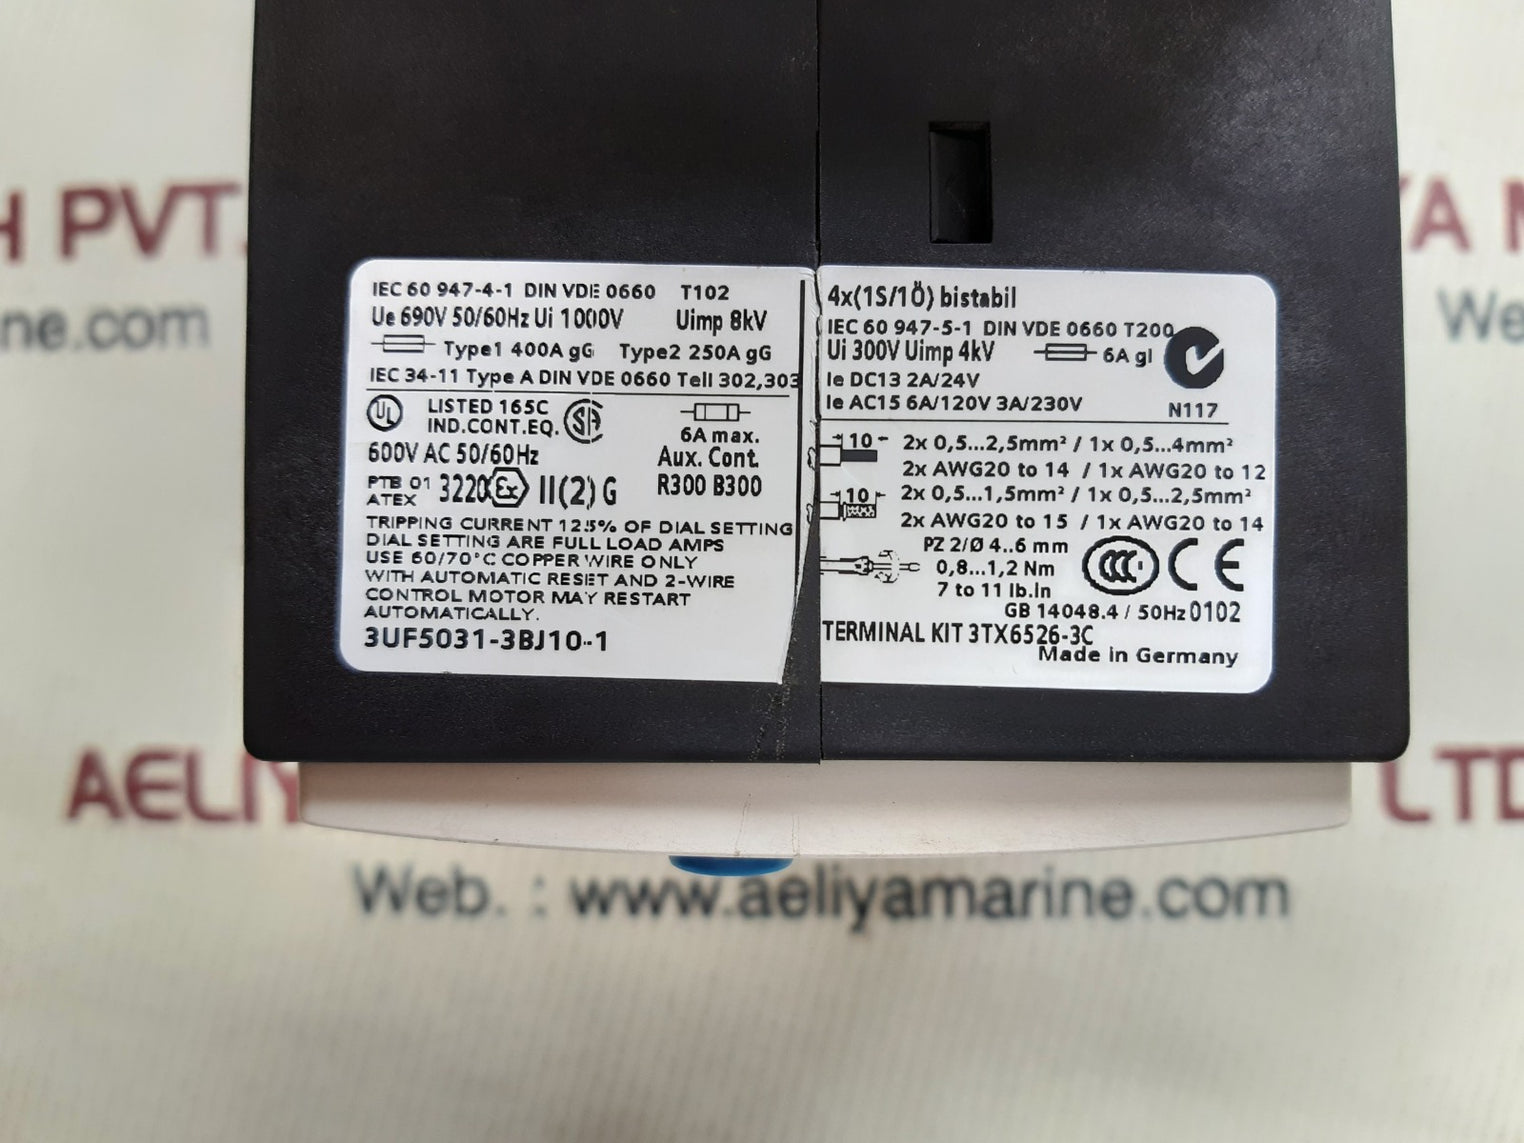 H PVT.
YA M
ne.com
We
IEC 60 947-4-1 DIN VDE 0660 T102
Ue 690V 50/60Hz Ui 1000V Uimp 8kV
Type1 400A gG Type2 250A gG
IEC 34-11 Type A DIN VDE 0660 Teil 302,303
UL LISTED 165C
IND.CONT.EQ.
6A max.
600V AC 50/60Hz Aux. Cont.
PTB 01 ATEX 3220X Ex II(2) G R300 B300
TRIPPING CURRENT 125% OF DIAL SETTING
DIAL SETTING ARE FULL LOAD AMPS
USE 60/70°C COPPER WIRE ONLY
WITH AUTOMATIC RESET AND 2-WIRE
CONTROL MOTOR MAY RESTART
AUTOMATICALLY.
3UF5031-3BJ10-1
4x(1S/1Ö) bistabil
IEC 60 947-5-1 DIN VDE 0660 T200
Ui 300V Uimp 4kV 6A gl
Ie DC13 2A/24V
Ie AC15 6A/120V 3A/230V N117
10 2x 0,5...2,5mm² / 1x 0,5...4mm²
2x AWG20 to 14 / 1x AWG20 to 12
10 2x 0,5...1,5mm² / 1x 0,5...2,5mm²
2x AWG20 to 15 / 1x AWG20 to 14
PZ 2/Ø 4..6 mm
0,8...1,2 Nm CCC CE
7 to 11 lb.In
GB 14048.4 / 50Hz 0102
TERMINAL KIT 3TX6526-3C
Made in Germany
AELIY
LTD
Web. : www.aeliyamarine.com